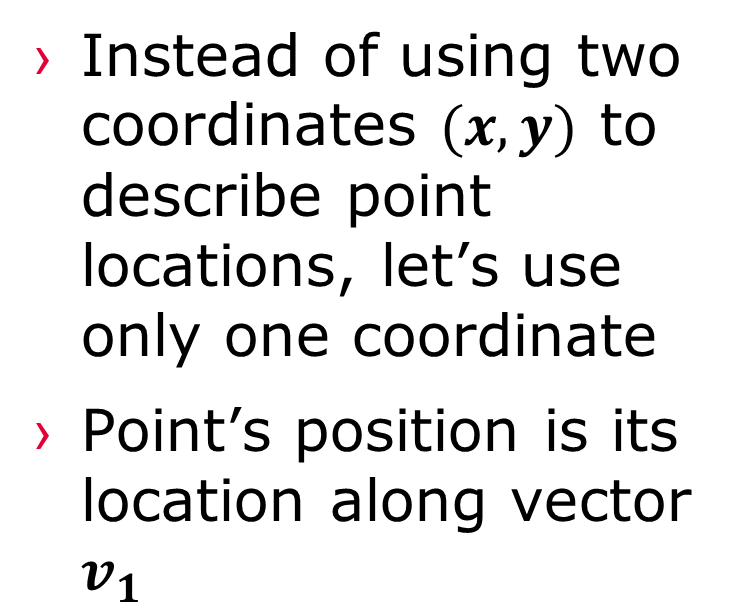 › Instead of using two
coordinates (x, y) to
describe point
locations, let’s use
only one coordinate
› Point’s position is its
location along vector
v₁